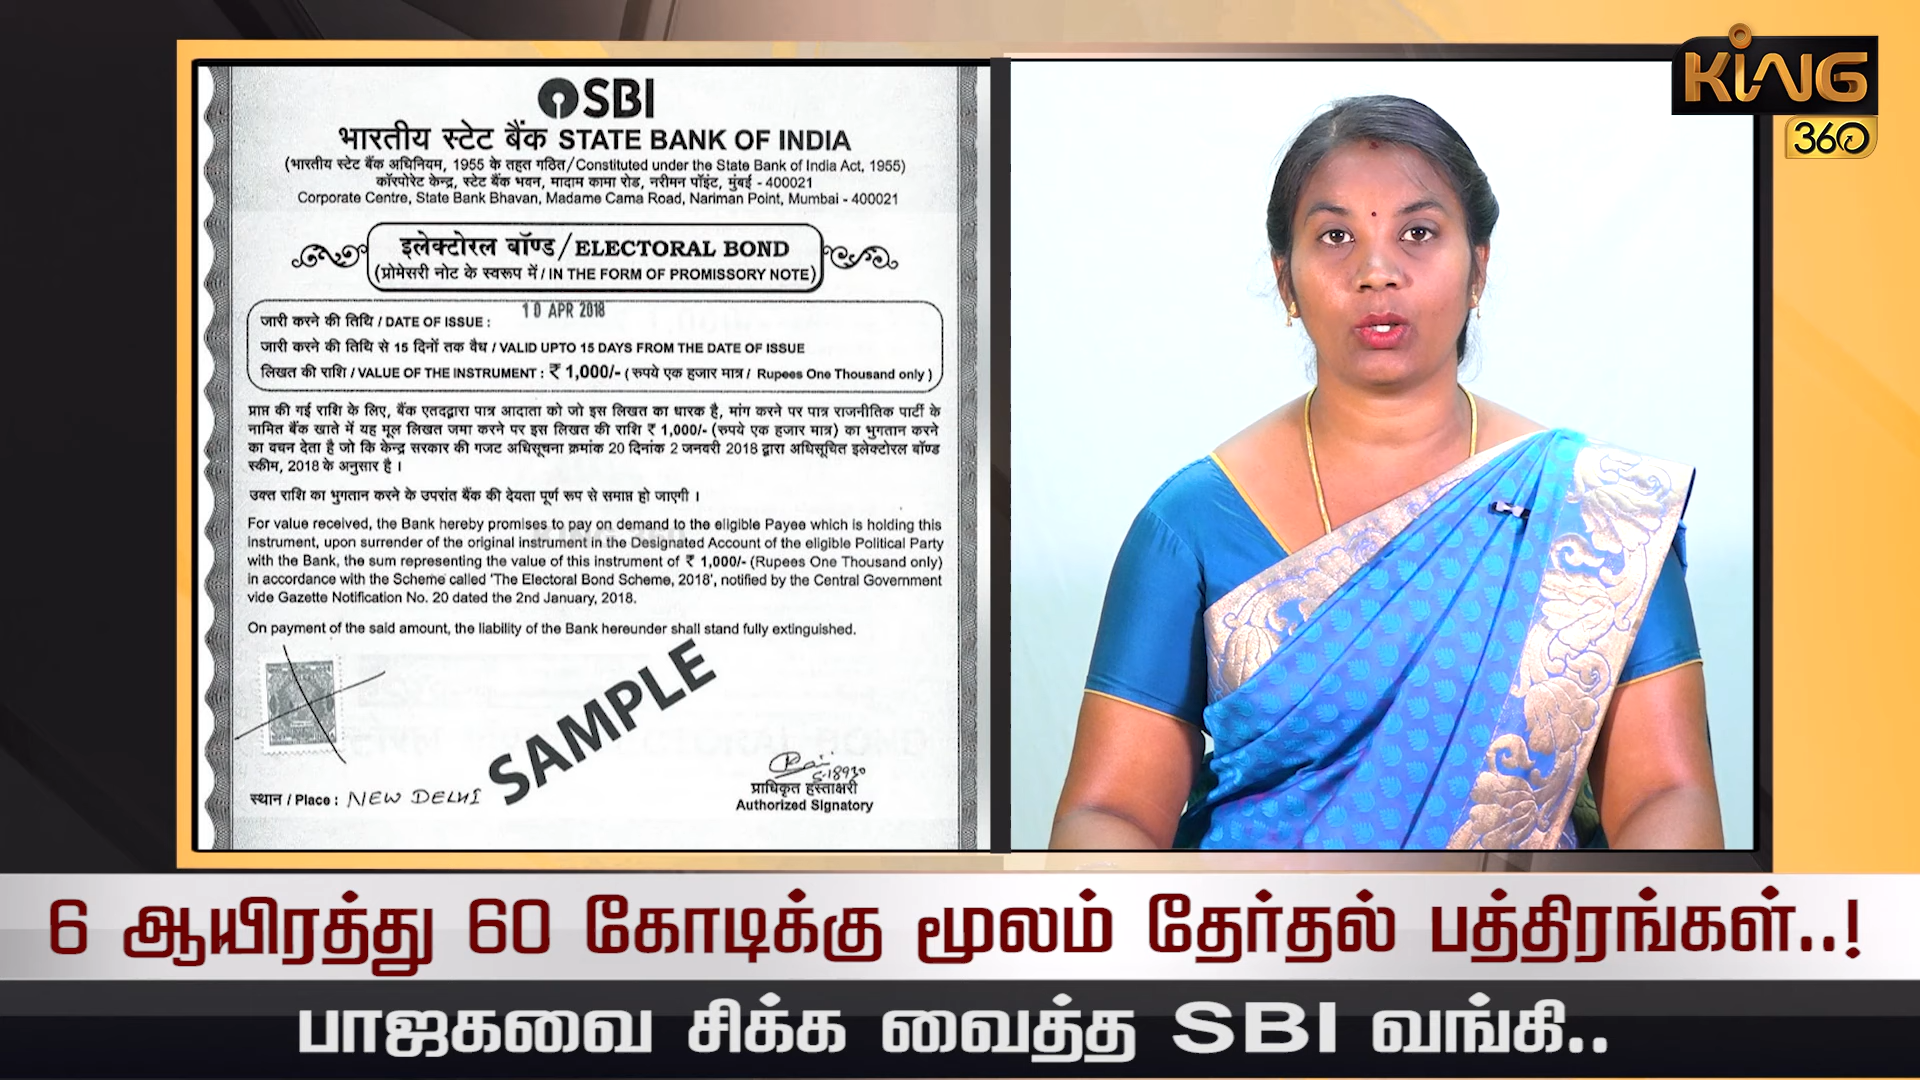 KING
360
SBI
भारतीय स्टेट बैंक STATE BANK OF INDIA
(भारतीय स्टेट बैंक अधिनियम, 1955 के तहत गठित/Constituted under the State Bank of India Act, 1955)
कॉरपोरेट केन्द्र, स्टेट बैंक भवन, मादाम कामा रोड, नरीमन पॉइंट, मुंबई - 400021
Corporate Centre, State Bank Bhavan, Madame Cama Road, Nariman Point, Mumbai - 400021
इलेक्टोरल बॉण्ड/ELECTORAL BOND
(प्रोमेसरी नोट के स्वरूप में/IN THE FORM OF PROMISSORY NOTE)
10 APR 2018
जारी करने की तिथि / DATE OF ISSUE :
जारी करने की तिथि से 15 दिनों तक वैध / VALID UPTO 15 DAYS FROM THE DATE OF ISSUE
लिखत की राशि / VALUE OF THE INSTRUMENT : ₹ 1,000/- (रुपये एक हजार मात्र / Rupees One Thousand only)
प्राप्त की गई राशि के लिए, बैंक एतदद्वारा पात्र आदाता को जो इस लिखत का धारक है, मांग करने पर पात्र राजनीतिक पार्टी के
नामित बैंक खाते में यह मूल लिखत जमा करने पर इस लिखत की राशि ₹ 1,000/- (रुपये एक हजार मात्र) का भुगतान करने
का वचन देता है जो कि केन्द्र सरकार की गजट अधिसूचना क्रमांक 20 दिनांक 2 जनवरी 2018 द्वारा अधिसूचित इलेक्टोरल बॉण्ड
स्कीम, 2018 के अनुसार है ।
उक्त राशि का भुगतान करने के उपरांत बैंक की देयता पूर्ण रूप से समाप्त हो जाएगी ।
For value received, the Bank hereby promises to pay on demand to the eligible Payee which is holding this
instrument, upon surrender of the original instrument in the Designated Account of the eligible Political Party
with the Bank, the sum representing the value of this instrument of ₹ 1,000/- (Rupees One Thousand only)
in accordance with the Scheme called 'The Electoral Bond Scheme, 2018', notified by the Central Government
vide Gazette Notification No. 20 dated the 2nd January, 2018.
On payment of the said amount, the liability of the Bank hereunder shall stand fully extinguished.
SAMPLE
स्थान / Place : NEW DELHI
प्राधिकृत हस्ताक्षरी
Authorized Signatory
6 ஆயிரத்து 60 கோடிக்கு மூலம் தேர்தல் பத்திரங்கள்..!
பாஜகவை சிக்க வைத்த SBI வங்கி..